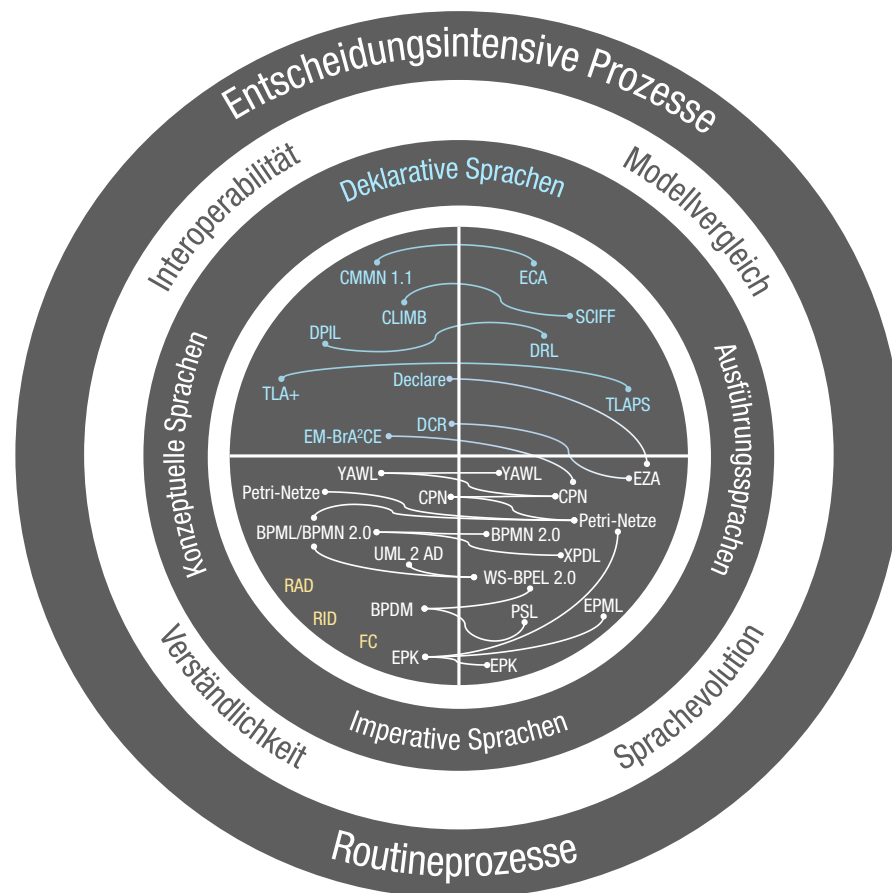 Entscheidungsintensive Prozesse
Interoperabilität
Modellvergleich
Deklarative Sprachen
Konzeptuelle Sprachen
Ausführungssprachen
CMMN 1.1
ECA
CLIMB
SCIFF
DPIL
DRL
TLA+
Declare
TLAPS
DCR
EM-BrA²CE
YAWL
YAWL
EZA
Petri-Netze
CPN
CPN
Petri-Netze
BPML/BPMN 2.0
BPMN 2.0
UML 2 AD
XPDL
WS-BPEL 2.0
RAD
BPDM
PSL
EPML
RID
FC
EPK
EPK
Imperative Sprachen
Verständlichkeit
Sprachevolution
Routineprozesse